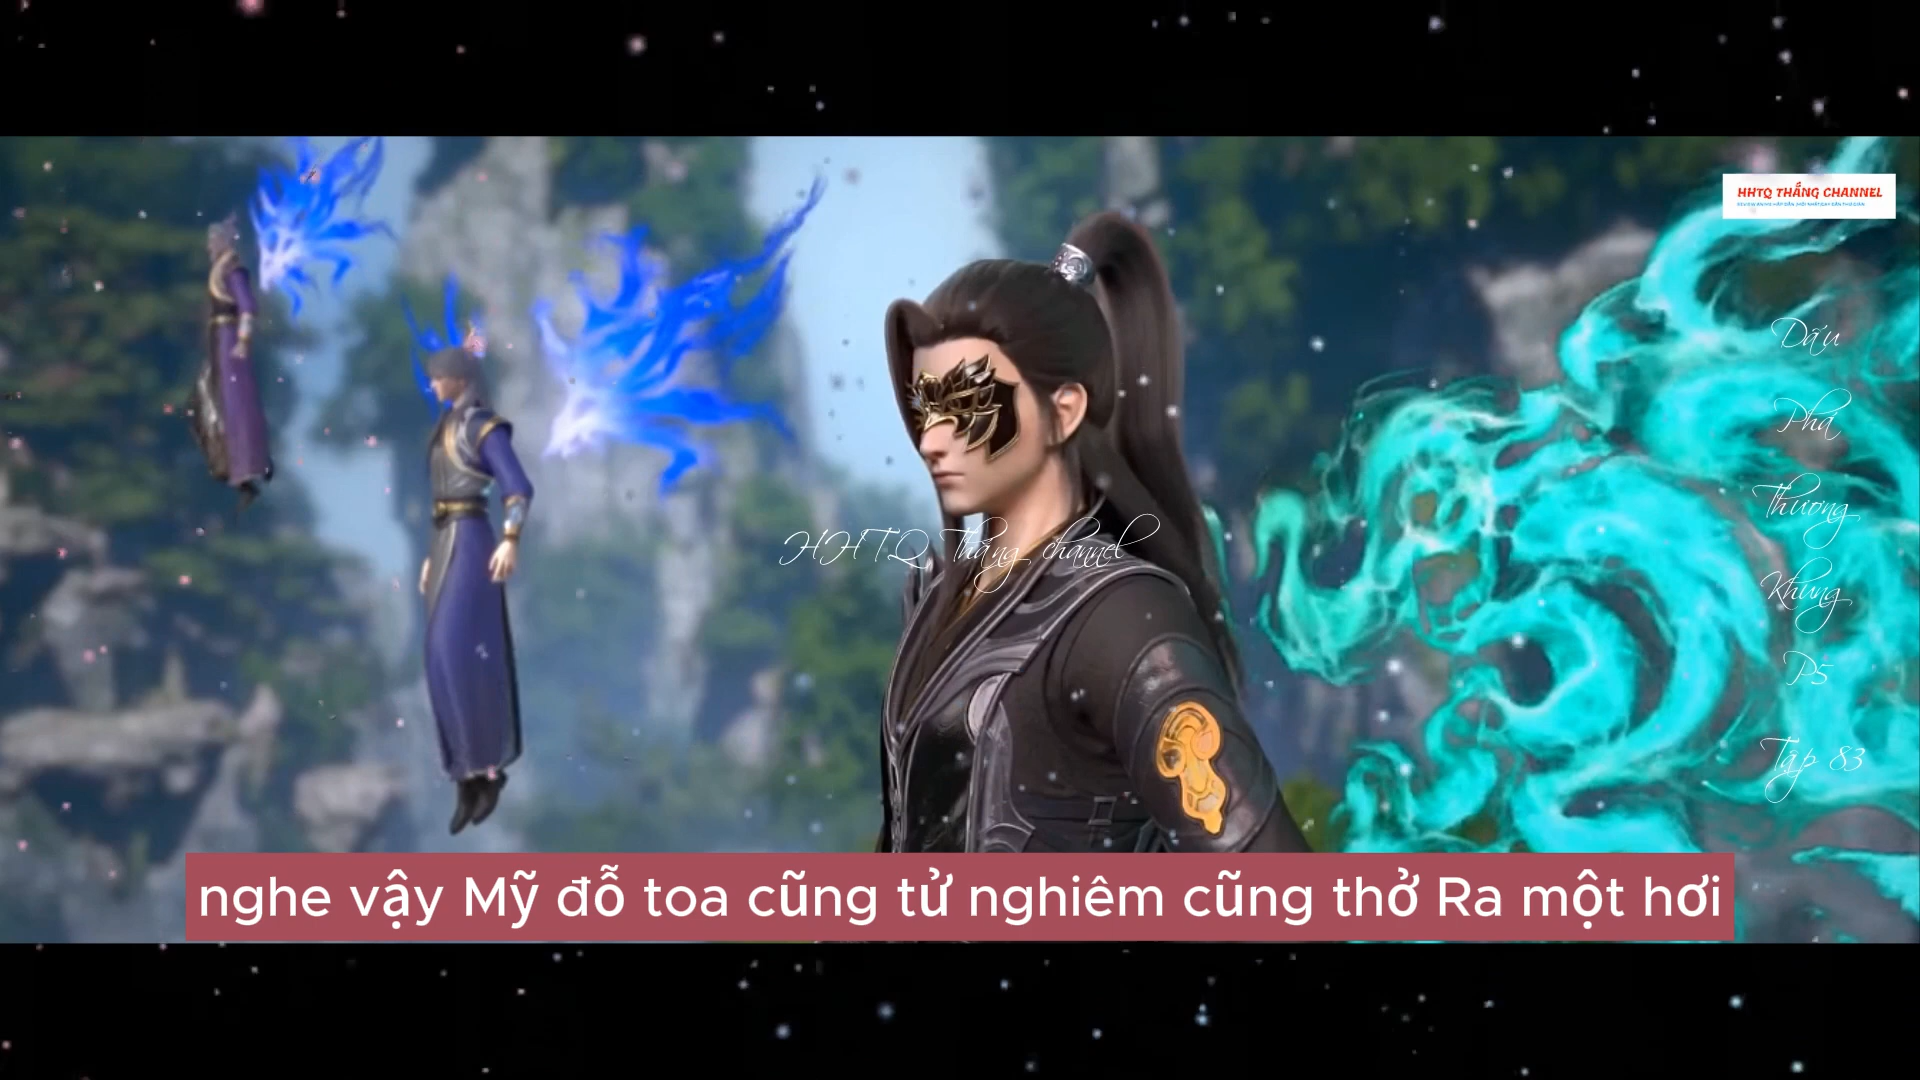 HHTQ THẮNG CHANNEL
Dấu
Phá
Thương
Khung
P5
Tập 83
HHTQ Thắng channel
nghe vậy Mỹ đỗ toa cũng tử nghiêm cũng thở Ra một hơi